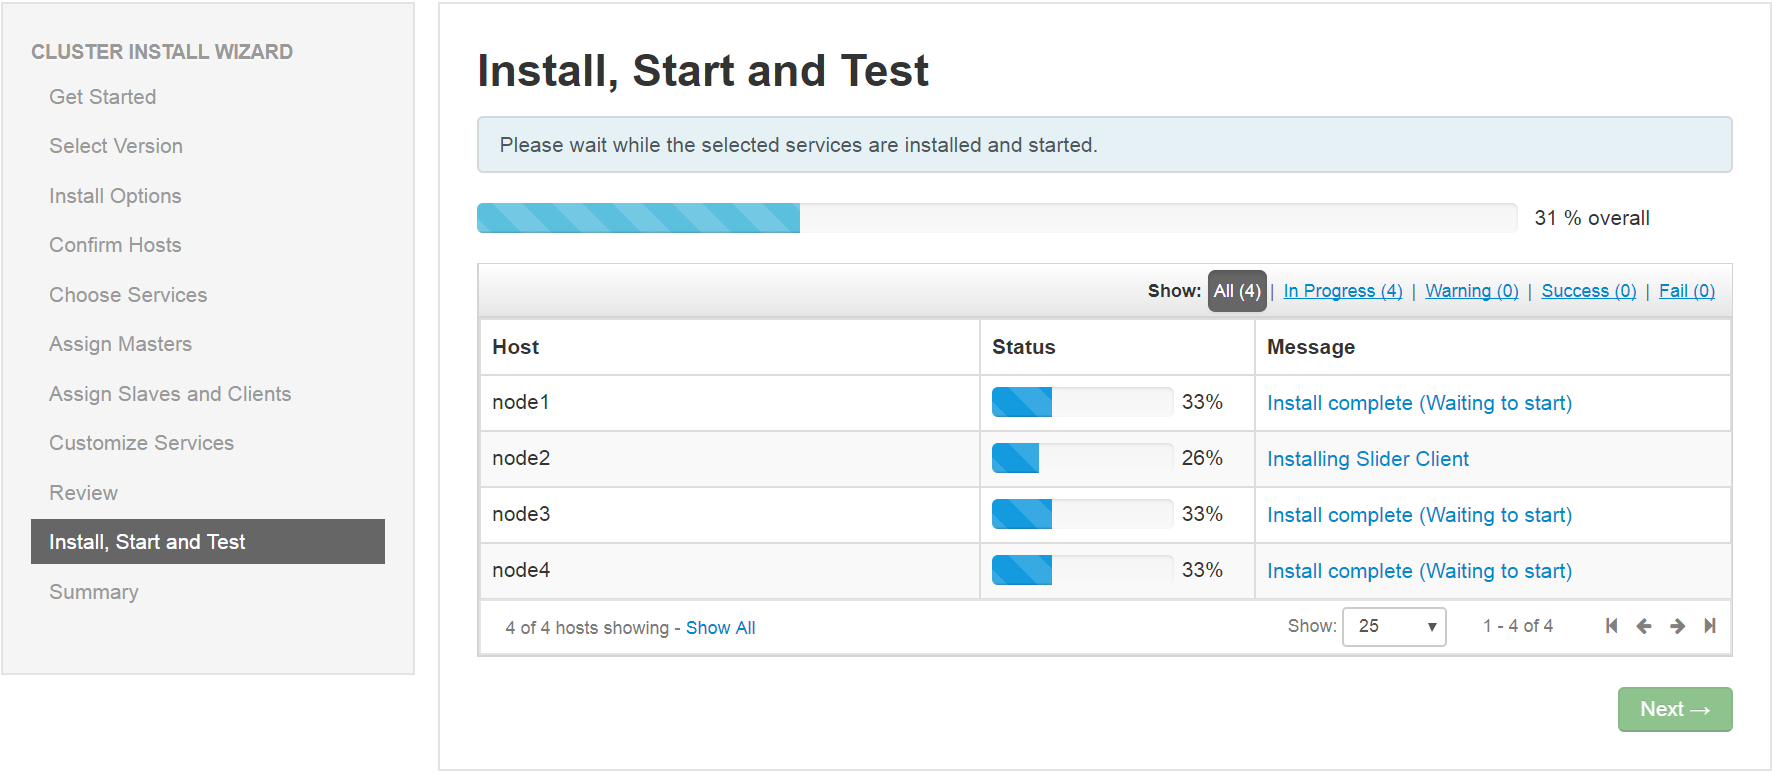 CLUSTER INSTALL WIZARD
Get Started
Select Version
Install Options
Confirm Hosts
Choose Services
Assign Masters
Assign Slaves and Clients
Customize Services
Review
Install, Start and Test
Summary
Install, Start and Test
Please wait while the selected services are installed and started.
31 % overall
Show: All (4) | In Progress (4) | Warning (0) | Success (0) | Fail (0)
Host Status Message
node1 33% Install complete (Waiting to start)
node2 26% Installing Slider Client
node3 33% Install complete (Waiting to start)
node4 33% Install complete (Waiting to start)
4 of 4 hosts showing - Show All Show: 25 1 - 4 of 4
Next →